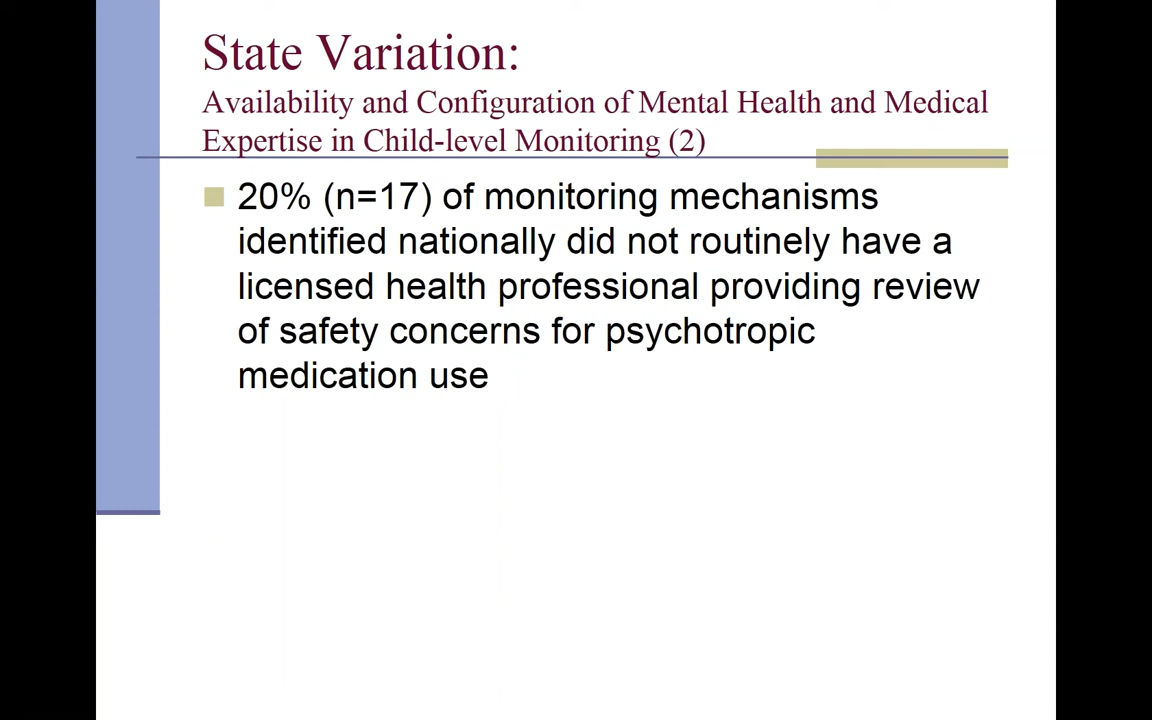 State Variation:
Availability and Configuration of Mental Health and Medical
Expertise in Child-level Monitoring (2)
20% (n=17) of monitoring mechanisms
identified nationally did not routinely have a
licensed health professional providing review
of safety concerns for psychotropic
medication use